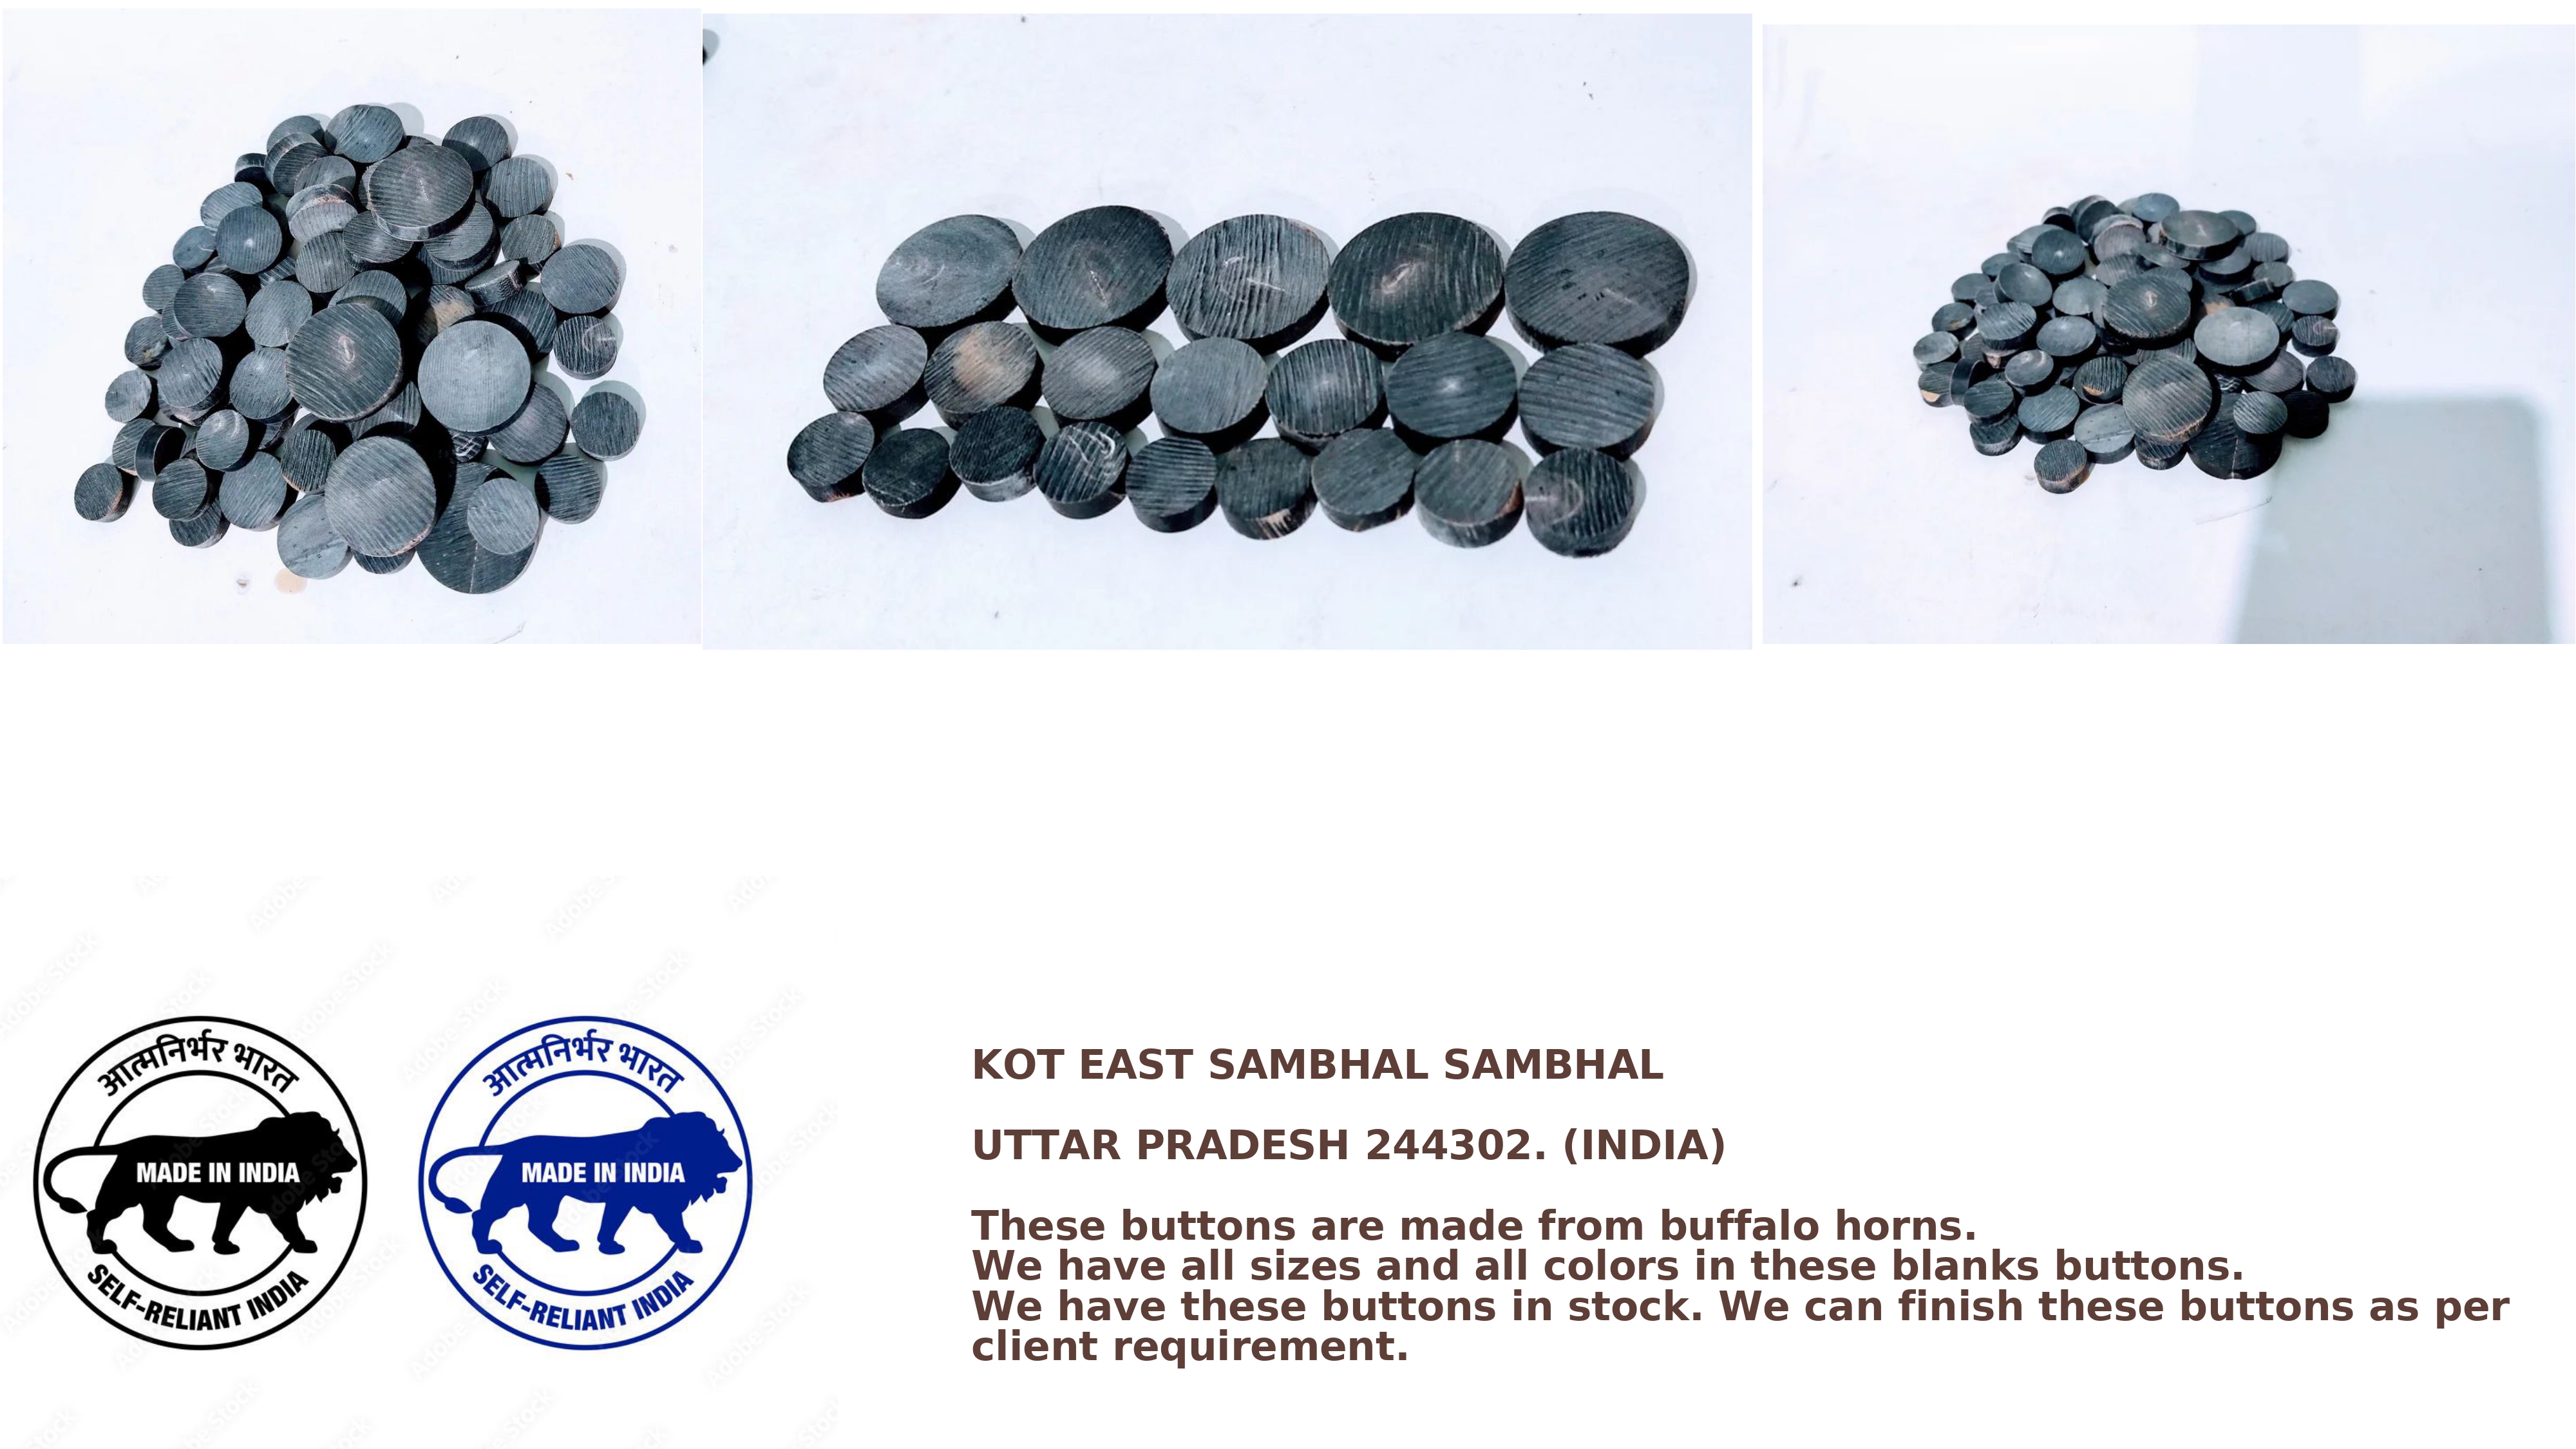 आत्मनिर्भर भारत
MADE IN INDIA
SELF-RELIANT INDIA
आत्मनिर्भर भारत
MADE IN INDIA
SELF-RELIANT INDIA
KOT EAST SAMBHAL SAMBHAL
UTTAR PRADESH 244302. (INDIA)
These buttons are made from buffalo horns.
We have all sizes and all colors in these blanks buttons.
We have these buttons in stock. We can finish these buttons as per
client requirement.
Adobe Stock